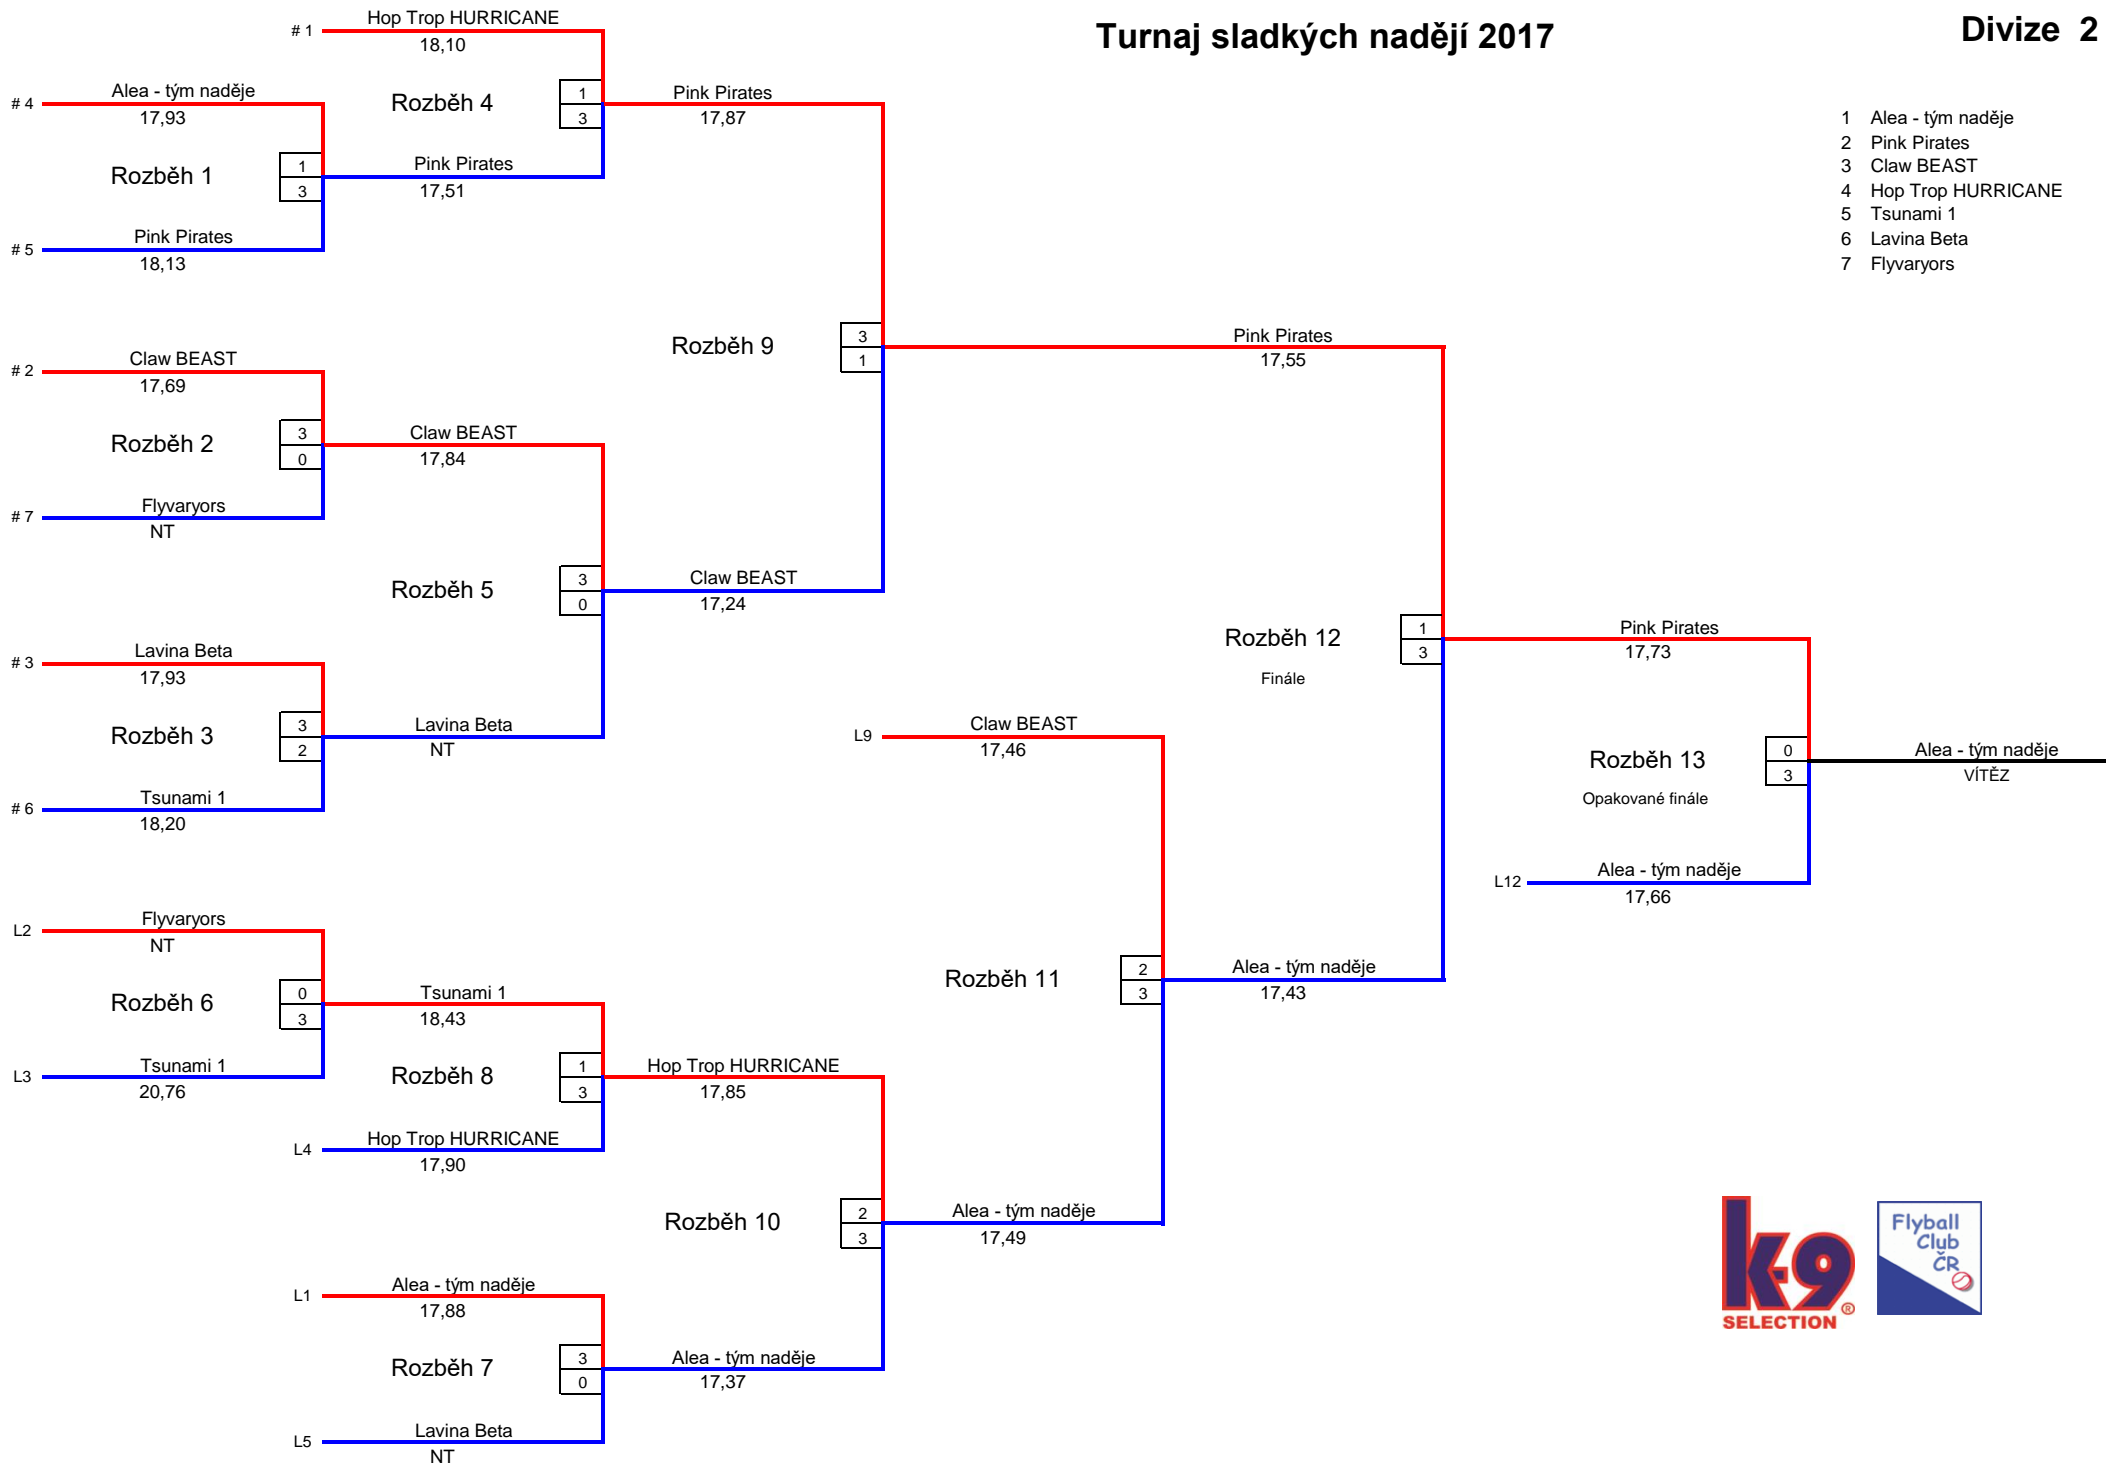 Turnaj sladkých nadějí 2017
Divize 2
1 Alea - tým naděje
2 Pink Pirates
3 Claw BEAST
4 Hop Trop HURRICANE
5 Tsunami 1
6 Lavina Beta
7 Flyvaryors
# 1
Hop Trop HURRICANE
18,10
# 4
Alea - tým naděje
17,93
Rozběh 4
1
3
Pink Pirates
17,87
Rozběh 1
1
3
Pink Pirates
17,51
# 5
Pink Pirates
18,13
Rozběh 9
3
1
Pink Pirates
17,55
# 2
Claw BEAST
17,69
Rozběh 2
3
0
Claw BEAST
17,84
# 7
Flyvaryors
NT
Rozběh 5
3
0
Claw BEAST
17,24
# 3
Lavina Beta
17,93
Rozběh 3
3
2
Lavina Beta
NT
# 6
Tsunami 1
18,20
Rozběh 12
Finále
1
3
Pink Pirates
17,73
L9
Claw BEAST
17,46
Rozběh 13
Opakované finále
0
3
Alea - tým naděje
VÍTĚZ
L12
Alea - tým naděje
17,66
L2
Flyvaryors
NT
Rozběh 6
0
3
Tsunami 1
18,43
L3
Tsunami 1
20,76
Rozběh 8
1
3
Hop Trop HURRICANE
17,85
L4
Hop Trop HURRICANE
17,90
Rozběh 11
2
3
Alea - tým naděje
17,43
Rozběh 10
2
3
Alea - tým naděje
17,49
L1
Alea - tým naděje
17,88
Rozběh 7
3
0
Alea - tým naděje
17,37
L5
Lavina Beta
NT
k-9 ®
SELECTION
Flyball
Club
ČR